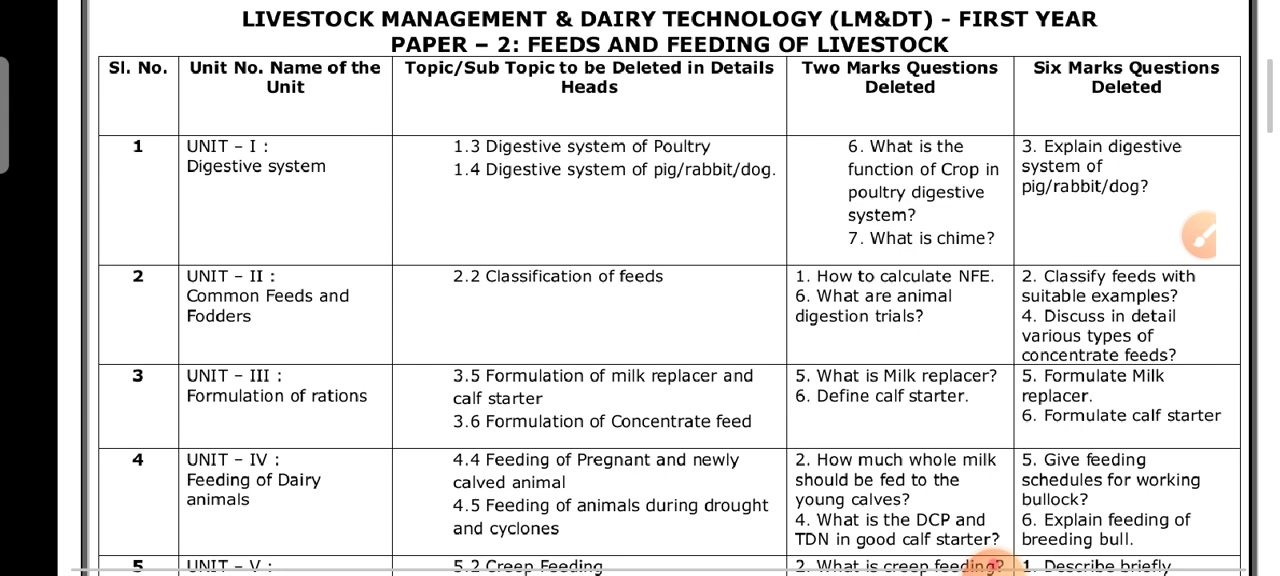 LIVESTOCK MANAGEMENT & DAIRY TECHNOLOGY (LM&DT) - FIRST YEAR
PAPER – 2: FEEDS AND FEEDING OF LIVESTOCK
Sl. No.
Unit No. Name of the
Unit
Topic/Sub Topic to be Deleted in Details
Heads
Two Marks Questions
Deleted
Six Marks Questions
Deleted
1
UNIT – I :
Digestive system
1.3 Digestive system of Poultry
1.4 Digestive system of pig/rabbit/dog.
6. What is the
function of Crop in
poultry digestive
system?
7. What is chime?
3. Explain digestive
system of
pig/rabbit/dog?
2
UNIT – II :
Common Feeds and
Fodders
2.2 Classification of feeds
1. How to calculate NFE.
6. What are animal
digestion trials?
2. Classify feeds with
suitable examples?
4. Discuss in detail
various types of
concentrate feeds?
3
UNIT – III :
Formulation of rations
3.5 Formulation of milk replacer and
calf starter
3.6 Formulation of Concentrate feed
5. What is Milk replacer?
6. Define calf starter.
5. Formulate Milk
replacer.
6. Formulate calf starter
4
UNIT – IV :
Feeding of Dairy
animals
4.4 Feeding of Pregnant and newly
calved animal
4.5 Feeding of animals during drought
and cyclones
2. How much whole milk
should be fed to the
young calves?
4. What is the DCP and
TDN in good calf starter?
5. Give feeding
schedules for working
bullock?
6. Explain feeding of
breeding bull.
5
UNIT – V :
5.2 Creep Feeding
2. What is creep feeding?
1. Describe briefly